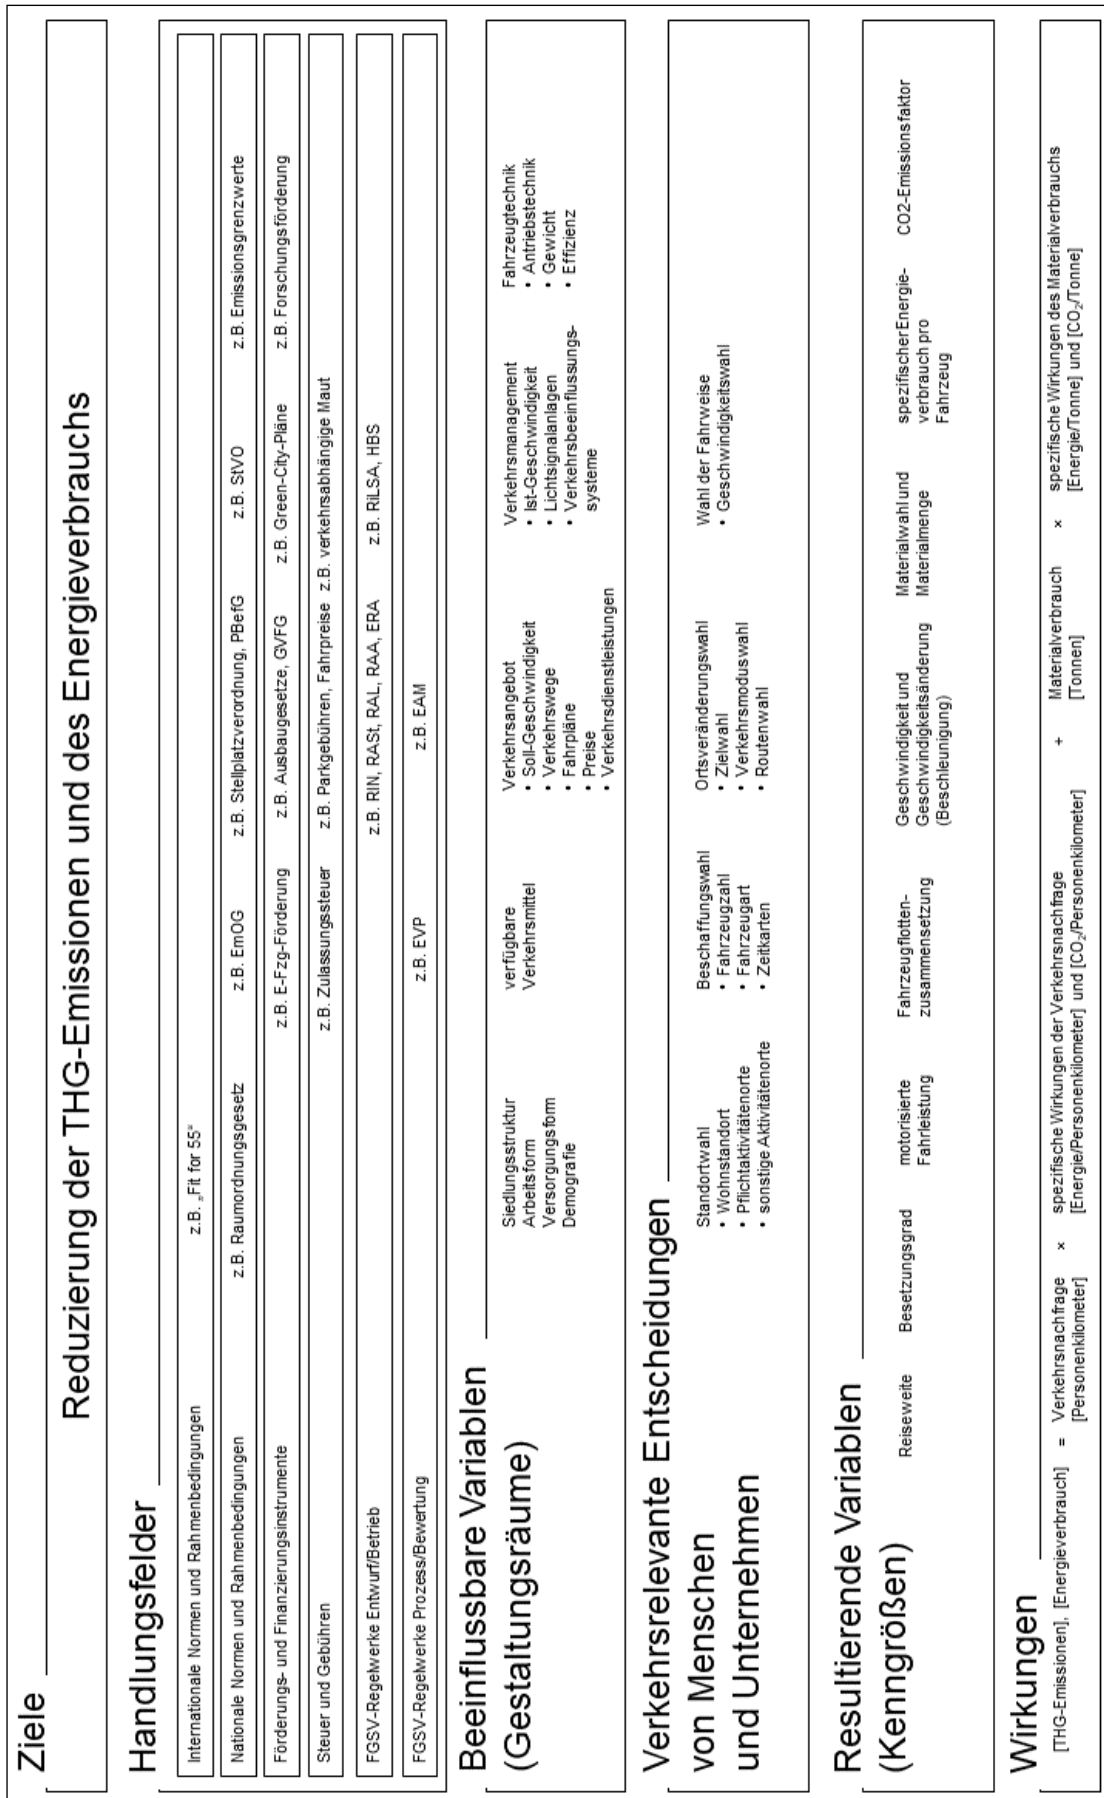 Ziele
Reduzierung der THG-Emissionen und des Energieverbrauchs
Handlungsfelder
Internationale Normen und Rahmenbedingungen
z.B. „Fit for 55“
Nationale Normen und Rahmenbedingungen
z.B. Raumordnungsgesetz
z.B. EmOG
z.B. Stellplatzverordnung, PBefG
z.B. StVO
z.B. Emissionsgrenzwerte
Förderungs- und Finanzierungsinstrumente
z.B. E-Fzg-Förderung
z.B. Ausbaugesetze, GVFG
z.B. Green-City-Pläne
z.B. Forschungsförderung
Steuer und Gebühren
z.B. Zulassungssteuer
z.B. Parkgebühren, Fahrpreise
z.B. verkehrsabhängige Maut
FGSV-Regelwerke Entwurf/Betrieb
z.B. RIN, RASt, RAL, RAA, ERA
z.B. RiLSA, HBS
FGSV-Regelwerke Prozess/Bewertung
z.B. EVP
z.B. EAM
Beeinflussbare Variablen
(Gestaltungsräume)
Siedlungsstruktur
Arbeitsform
Versorgungsform
Demografie
verfügbare
Verkehrsmittel
Verkehrsangebot
• Soll-Geschwindigkeit
• Verkehrswege
• Fahrpläne
• Preise
• Verkehrsdienstleistungen
Verkehrsmanagement
• Ist-Geschwindigkeit
• Lichtsignalanlagen
• Verkehrsbeeinflussungs-
systeme
Fahrzeugtechnik
• Antriebstechnik
• Gewicht
• Effizienz
Verkehrsrelevante Entscheidungen
von Menschen
und Unternehmen
Standortwahl
• Wohnstandort
• Pflichtaktivitätenorte
• sonstige Aktivitätenorte
Beschaffungswahl
• Fahrzeugzahl
• Fahrzeugart
• Zeitkarten
Ortsveränderungswahl
• Zielwahl
• Verkehrsmoduswahl
• Routenwahl
Wahl der Fahrweise
• Geschwindigkeitswahl
Resultierende Variablen
(Kenngrößen)
Reiseweite
Besetzungsgrad
motorisierte
Fahrleistung
Fahrzeugflotten-
zusammensetzung
Geschwindigkeit und
Geschwindigkeitsänderung
(Beschleunigung)
Materialwahl und
Materialmenge
spezifischer Energie-
verbrauch pro
Fahrzeug
CO2-Emissionsfaktor
Wirkungen
[THG-Emissionen], [Energieverbrauch] =
Verkehrsnachfrage
[Personenkilometer]
×
spezifische Wirkungen der Verkehrsnachfrage
[Energie/Personenkilometer] und [CO₂/Personenkilometer]
+
Materialverbrauch
[Tonnen]
×
spezifische Wirkungen des Materialverbrauchs
[Energie/Tonne] und [CO₂/Tonne]